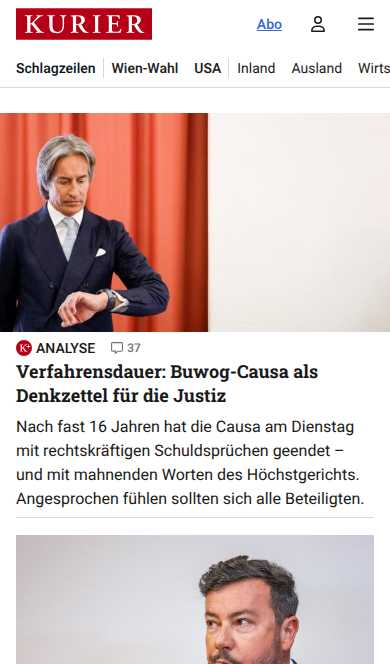 KURIER
Abo
Schlagzeilen Wien-Wahl USA Inland Ausland Wirts
K+ ANALYSE 37
Verfahrensdauer: Buwog-Causa als
Denkzettel für die Justiz
Nach fast 16 Jahren hat die Causa am Dienstag
mit rechtskräftigen Schuldsprüchen geendet –
und mit mahnenden Worten des Höchstgerichts.
Angesprochen fühlen sollten sich alle Beteiligten.